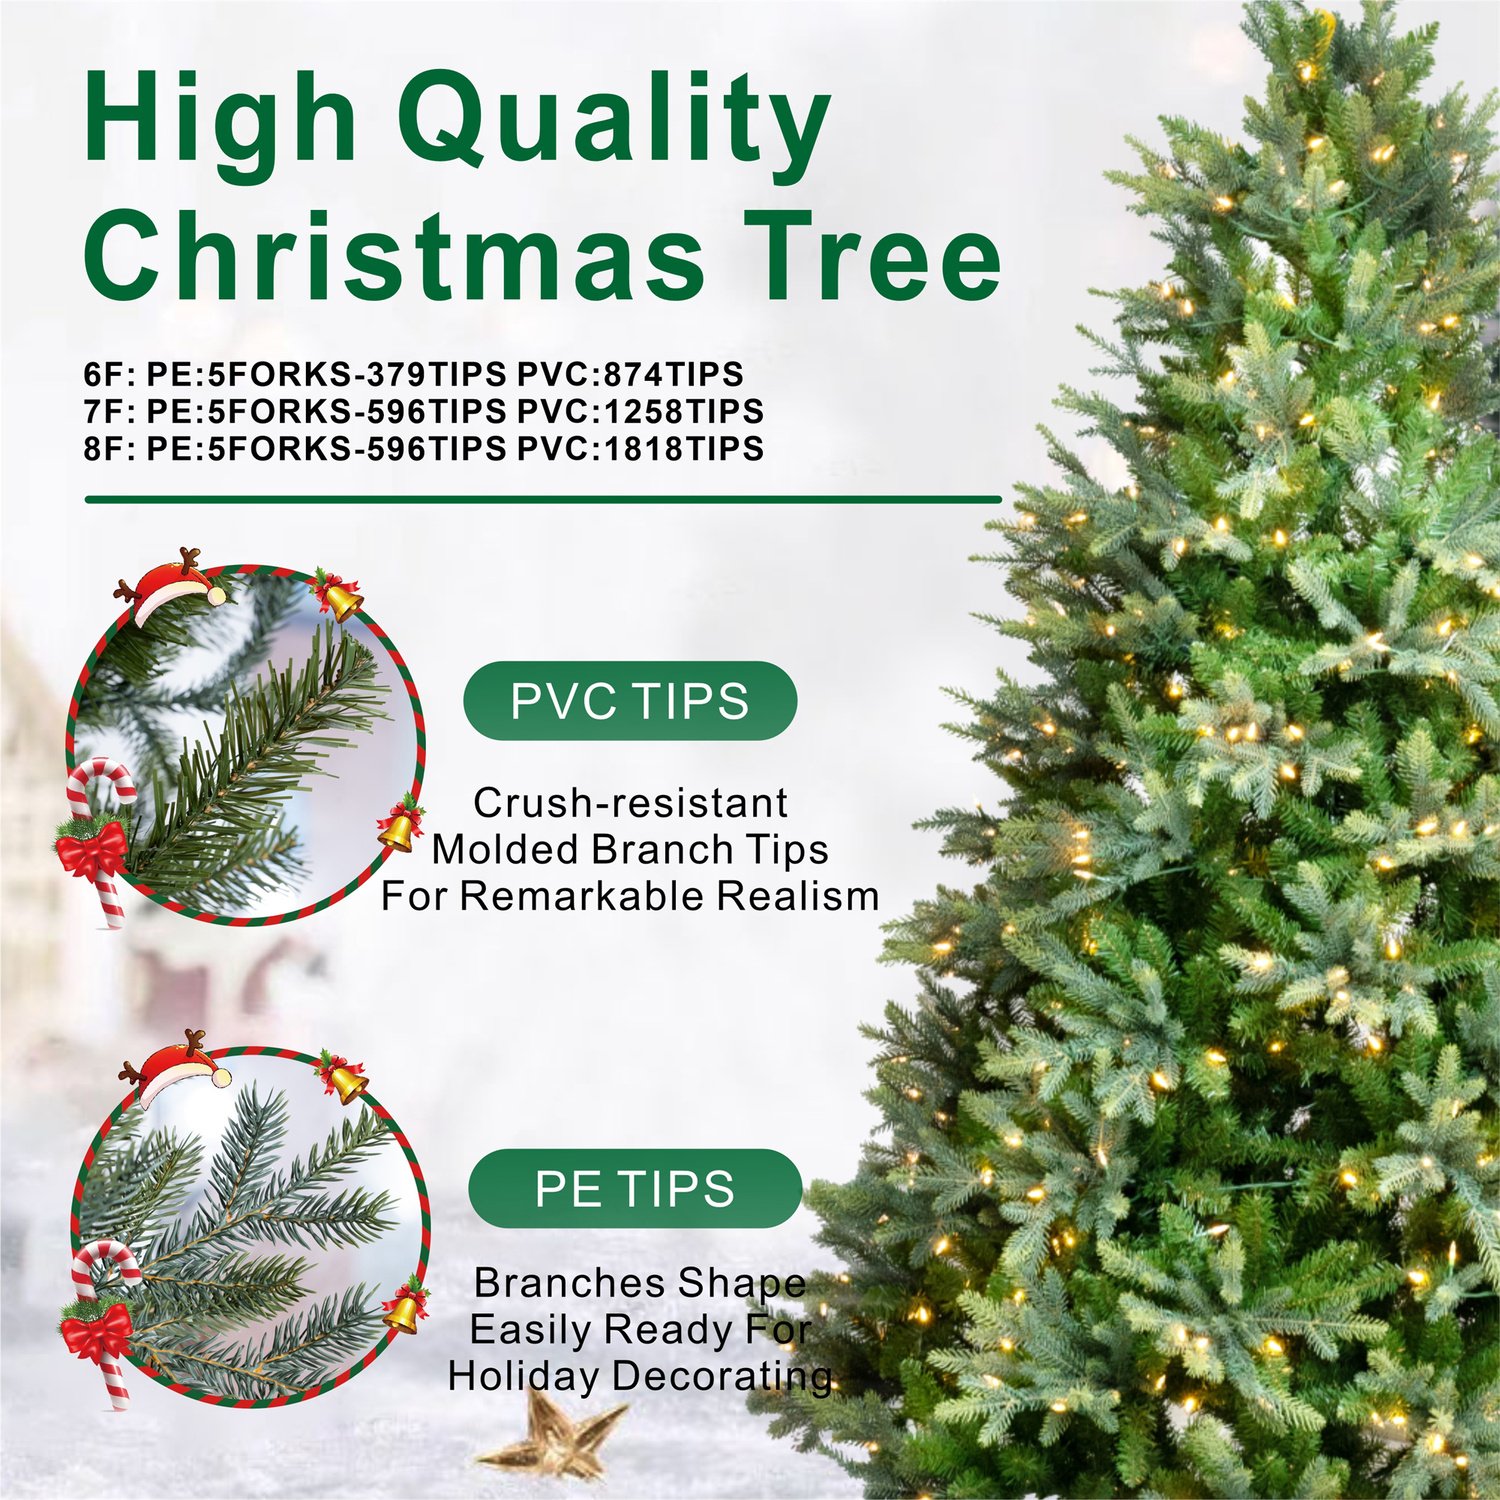 High Quality
Christmas Tree
6F: PE:5FORKS-379TIPS PVC:874TIPS
7F: PE:5FORKS-596TIPS PVC:1258TIPS
8F: PE:5FORKS-596TIPS PVC:1818TIPS
PVC TIPS
Crush-resistant
Molded Branch Tips
For Remarkable Realism
PE TIPS
Branches Shape
Easily Ready For
Holiday Decorating